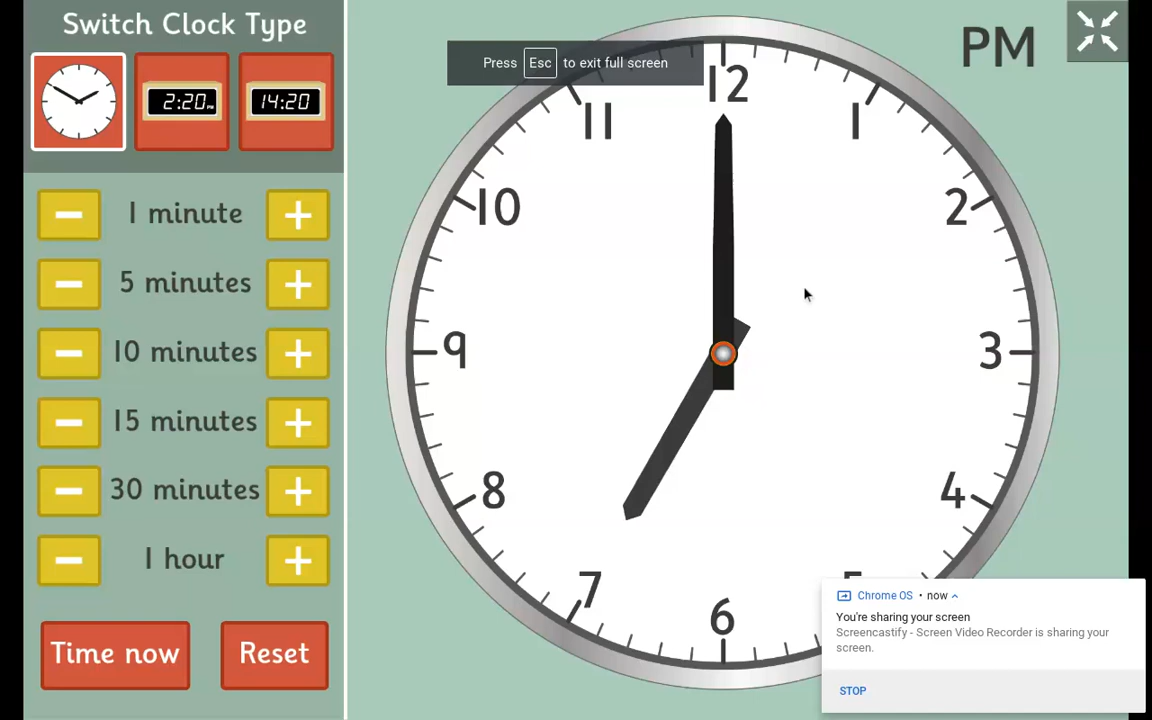 Switch Clock Type
2:20PM
14:20
1 minute
5 minutes
10 minutes
15 minutes
30 minutes
1 hour
Time now
Reset
Press Esc to exit full screen
PM
12
1
2
3
4
6
7
8
9
10
11
Chrome OS • now
You're sharing your screen
Screencastify - Screen Video Recorder is sharing your
screen.
STOP